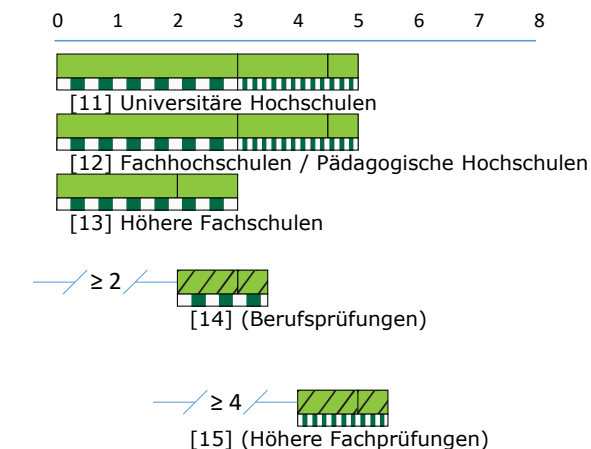 0 1 2 3 4 5 6 7 8
[11] Universitäre Hochschulen
[12] Fachhochschulen / Pädagogische Hochschulen
[13] Höhere Fachschulen
≥ 2
[14] (Berufsprüfungen)
≥ 4
[15] (Höhere Fachprüfungen)